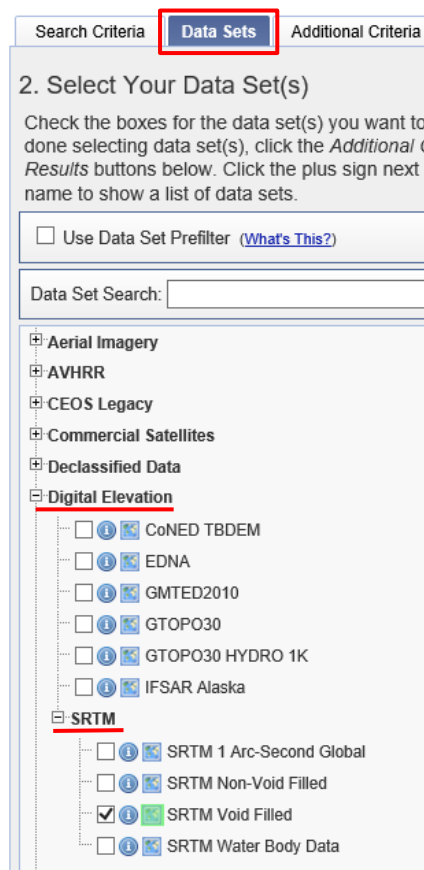 Search Criteria Data Sets Additional Criteria
2. Select Your Data Set(s)
Check the boxes for the data set(s) you want to
done selecting data set(s), click the Additional
Results buttons below. Click the plus sign next
name to show a list of data sets.
Use Data Set Prefilter (What's This?)
Data Set Search:
Aerial Imagery
AVHRR
CEOS Legacy
Commercial Satellites
Declassified Data
Digital Elevation
CoNED TBDEM
EDNA
GMTED2010
GTOPO30
GTOPO30 HYDRO 1K
IFSAR Alaska
SRTM
SRTM 1 Arc-Second Global
SRTM Non-Void Filled
SRTM Void Filled
SRTM Water Body Data